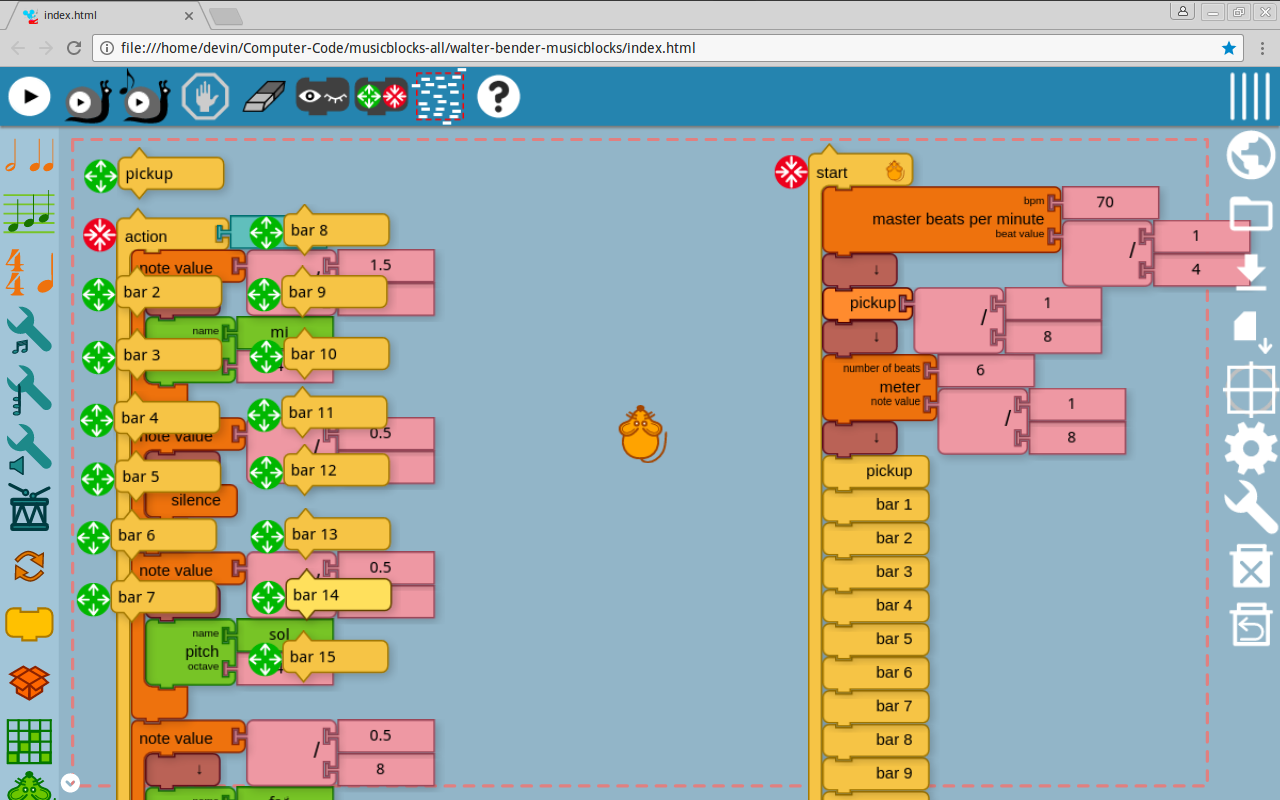 index.html
file:///home/devin/Computer-Code/musicblocks-all/walter-bender-musicblocks/index.html
?
pickup
action
bar 8
note value
/
1.5
bar 2
bar 9
name
mi
bar 3
bar 10
bar 4
bar 11
note value
/
0.5
bar 5
bar 12
silence
bar 6
bar 13
note value
/
0.5
bar 7
bar 14
name
sol
pitch
octave
bar 15
note value
/
0.5
↓
8
start
bpm
70
master beats per minute
beat value
/
1
4
↓
pickup
/
1
8
↓
number of beats
6
meter
note value
/
1
8
↓
pickup
bar 1
bar 2
bar 3
bar 4
bar 5
bar 6
bar 7
bar 8
bar 9
4
4